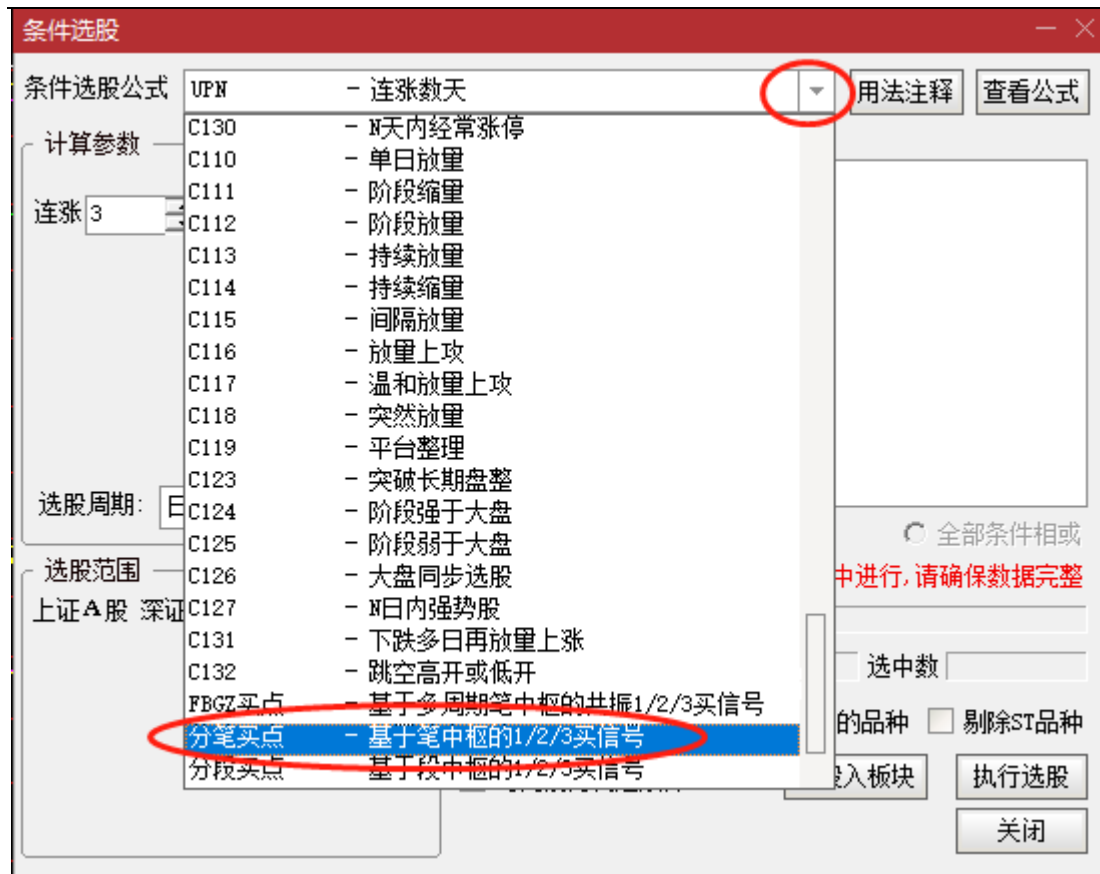 条件选股
条件选股公式 UPN - 连涨数天 用法注释 查看公式
计算参数
连涨 3
C130 - N天内经常涨停
C110 - 单日放量
C111 - 阶段缩量
C112 - 阶段放量
C113 - 持续放量
C114 - 持续缩量
C115 - 间隔放量
C116 - 放量上攻
C117 - 温和放量上攻
C118 - 突然放量
C119 - 平台整理
C123 - 突破长期盘整
C124 - 阶段强于大盘
C125 - 阶段弱于大盘
C126 - 大盘同步选股
C127 - N日内强势股
C131 - 下跌多日再放量上涨
C132 - 跳空高开或低开
FBGZ买点 - 基于多周期笔中枢的共振1/2/3买信号
分笔买点 - 基于笔中枢的1/2/3买信号
分段买点 - 基于段中枢的1/2/3买信号
选股周期: 日
全部条件相或
选股范围
中进行,请确保数据完整
上证A股 深证
选中数
的品种 剔除ST品种
入板块 执行选股
关闭